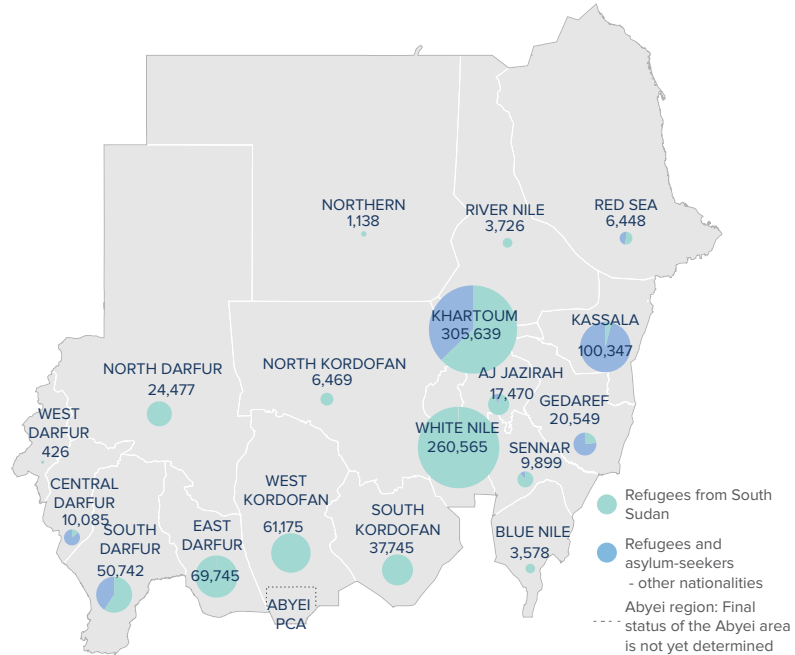 NORTHERN
1,138
RIVER NILE
3,726
RED SEA
6,448
KHARTOUM
305,639
KASSALA
100,347
NORTH DARFUR
24,477
NORTH KORDOFAN
6,469
AJ JAZIRAH
17,470
GEDAREF
20,549
WEST
DARFUR
426
WHITE NILE
260,565
SENNAR
9,899
CENTRAL
DARFUR
10,085
SOUTH
DARFUR
50,742
EAST
DARFUR
69,745
WEST
KORDOFAN
61,175
SOUTH
KORDOFAN
37,745
BLUE NILE
3,578
ABYEI
PCA
Refugees from South
Sudan
Refugees and
asylum-seekers
- other nationalities
Abyei region: Final
status of the Abyei area
is not yet determined